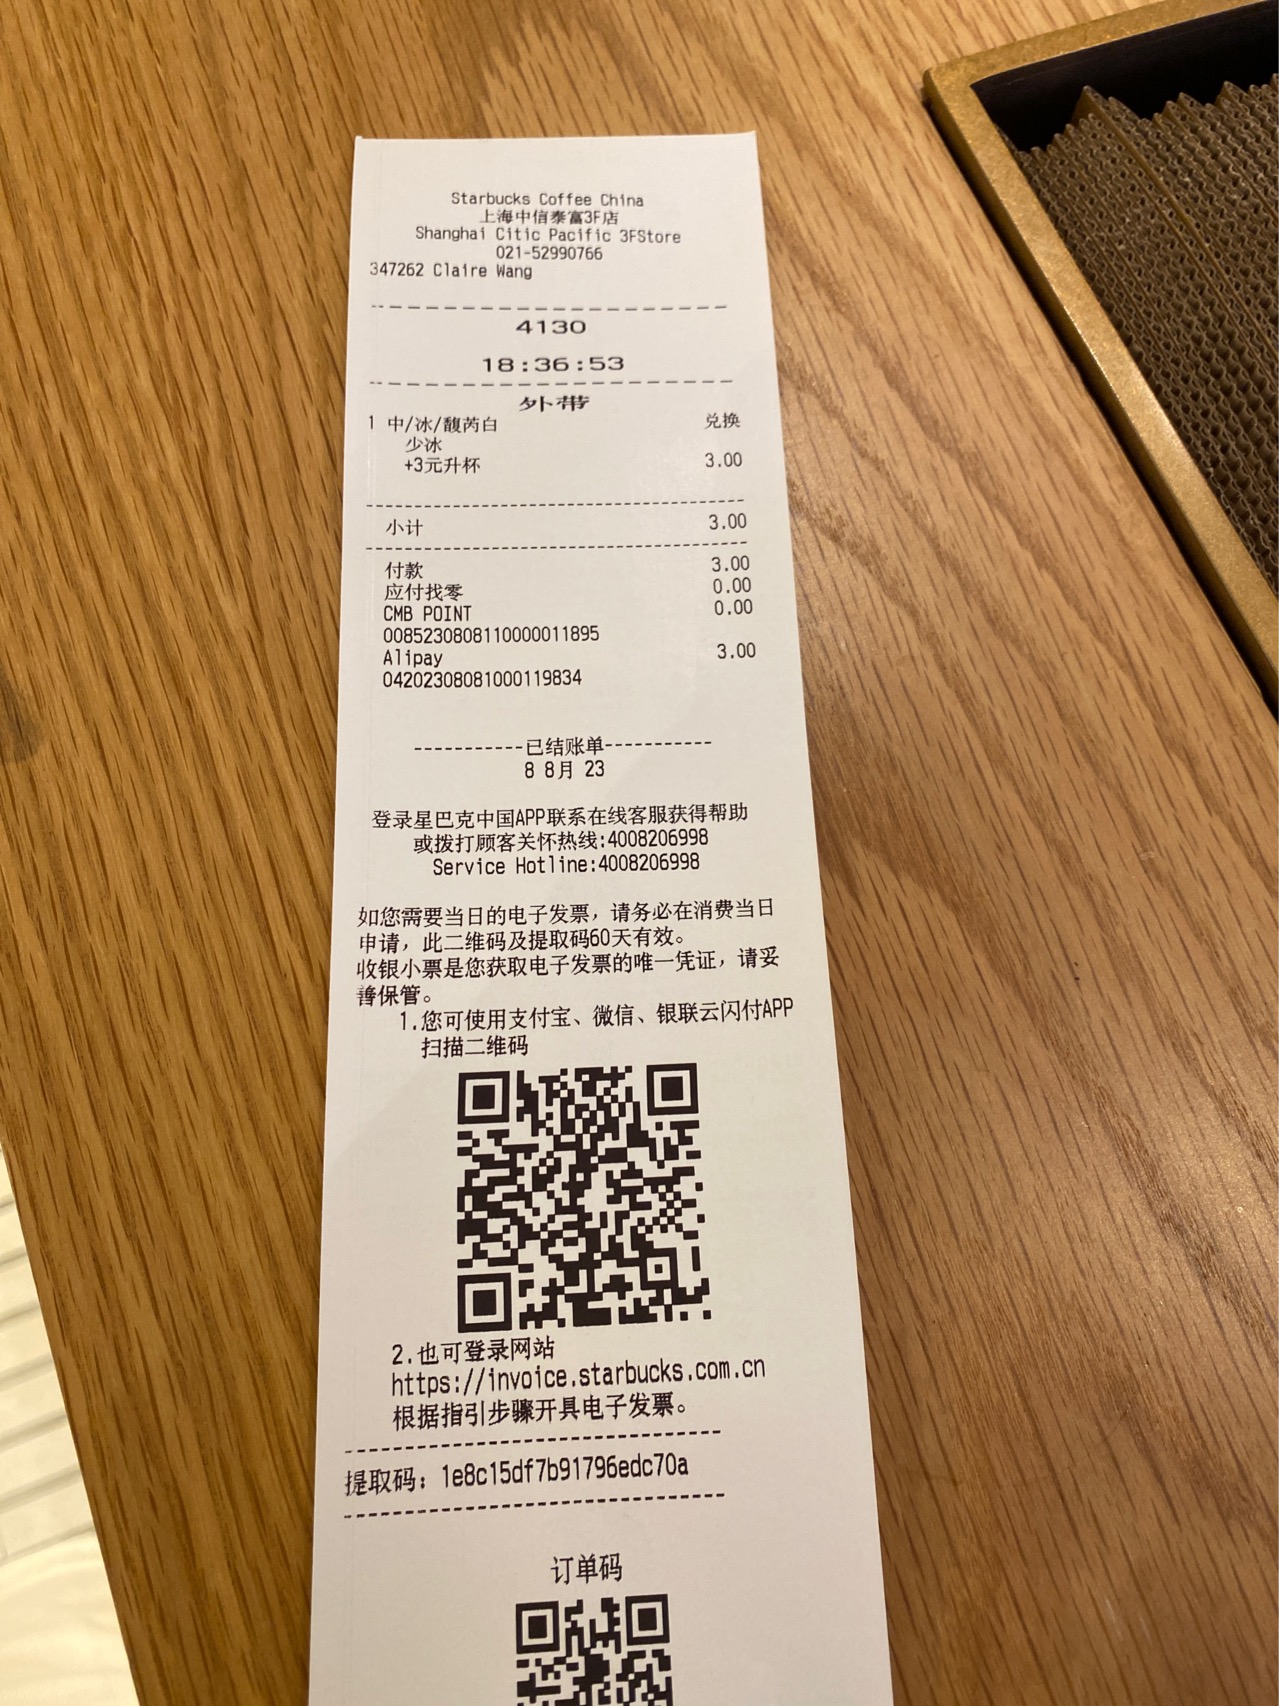 Starbucks Coffee China
上海中信泰富3F店
Shanghai Citic Pacific 3FStore
021-52990766
347262 Claire Wang
4130
18:36:53
外带
1 中/冰/馥芮白 兑换
少冰
+3元升杯 3.00
小计 3.00
付款 3.00
应付找零 0.00
CMB POINT 0.00
0085230808110000011895
Alipay 3.00
04202308081000119834
-----------已结账单-----------
8 8月 23
登录星巴克中国APP联系在线客服获得帮助
或拨打顾客关怀热线:4008206998
Service Hotline:4008206998
如您需要当日的电子发票，请务必在消费当日
申请，此二维码及提取码60天有效。
收银小票是您获取电子发票的唯一凭证，请妥
善保管。
1.您可使用支付宝、微信、银联云闪付APP
扫描二维码
2.也可登录网站
https://invoice.starbucks.com.cn
根据指引步骤开具电子发票。
提取码：1e8c15df7b91796edc70a
订单码